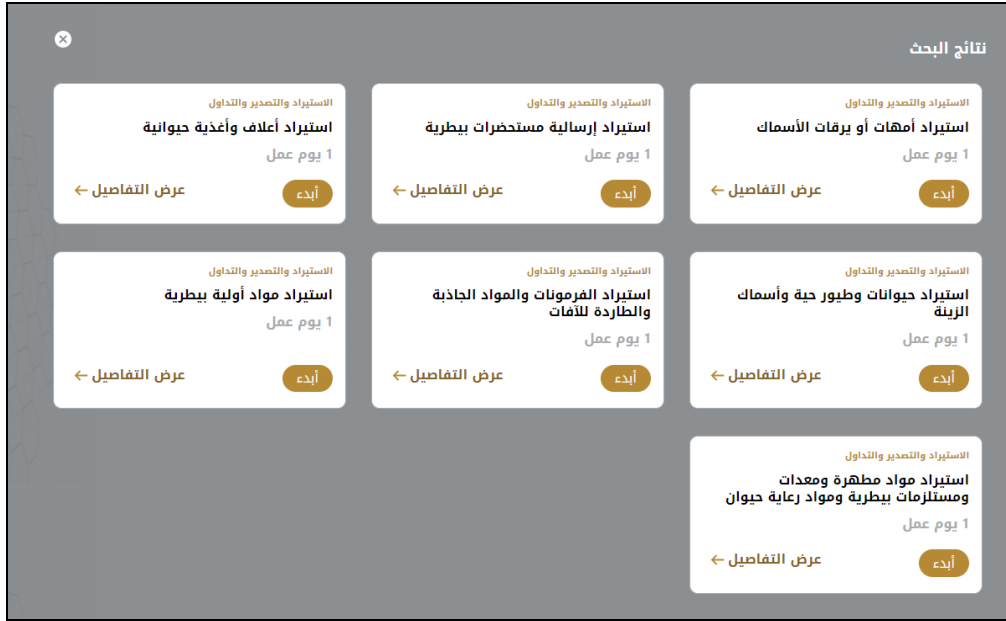 نتائج البحث
الاستيراد والتصدير والتداول
استيراد أمهات أو يرقات الأسماك
1 يوم عمل
أبدء
عرض التفاصيل ←
الاستيراد والتصدير والتداول
استيراد إرسالية مستحضرات بيطرية
1 يوم عمل
أبدء
عرض التفاصيل ←
الاستيراد والتصدير والتداول
استيراد أعلاف وأغذية حيوانية
1 يوم عمل
أبدء
عرض التفاصيل ←
الاستيراد والتصدير والتداول
استيراد حيوانات وطيور حية وأسماك
الزينة
1 يوم عمل
أبدء
عرض التفاصيل ←
الاستيراد والتصدير والتداول
استيراد الفرمونات والمواد الجاذبة
والطاردة للآفات
1 يوم عمل
أبدء
عرض التفاصيل ←
الاستيراد والتصدير والتداول
استيراد مواد أولية بيطرية
1 يوم عمل
أبدء
عرض التفاصيل ←
الاستيراد والتصدير والتداول
استيراد مواد مطهرة ومعدات
ومستلزمات بيطرية ومواد رعاية حيوان
1 يوم عمل
أبدء
عرض التفاصيل ←